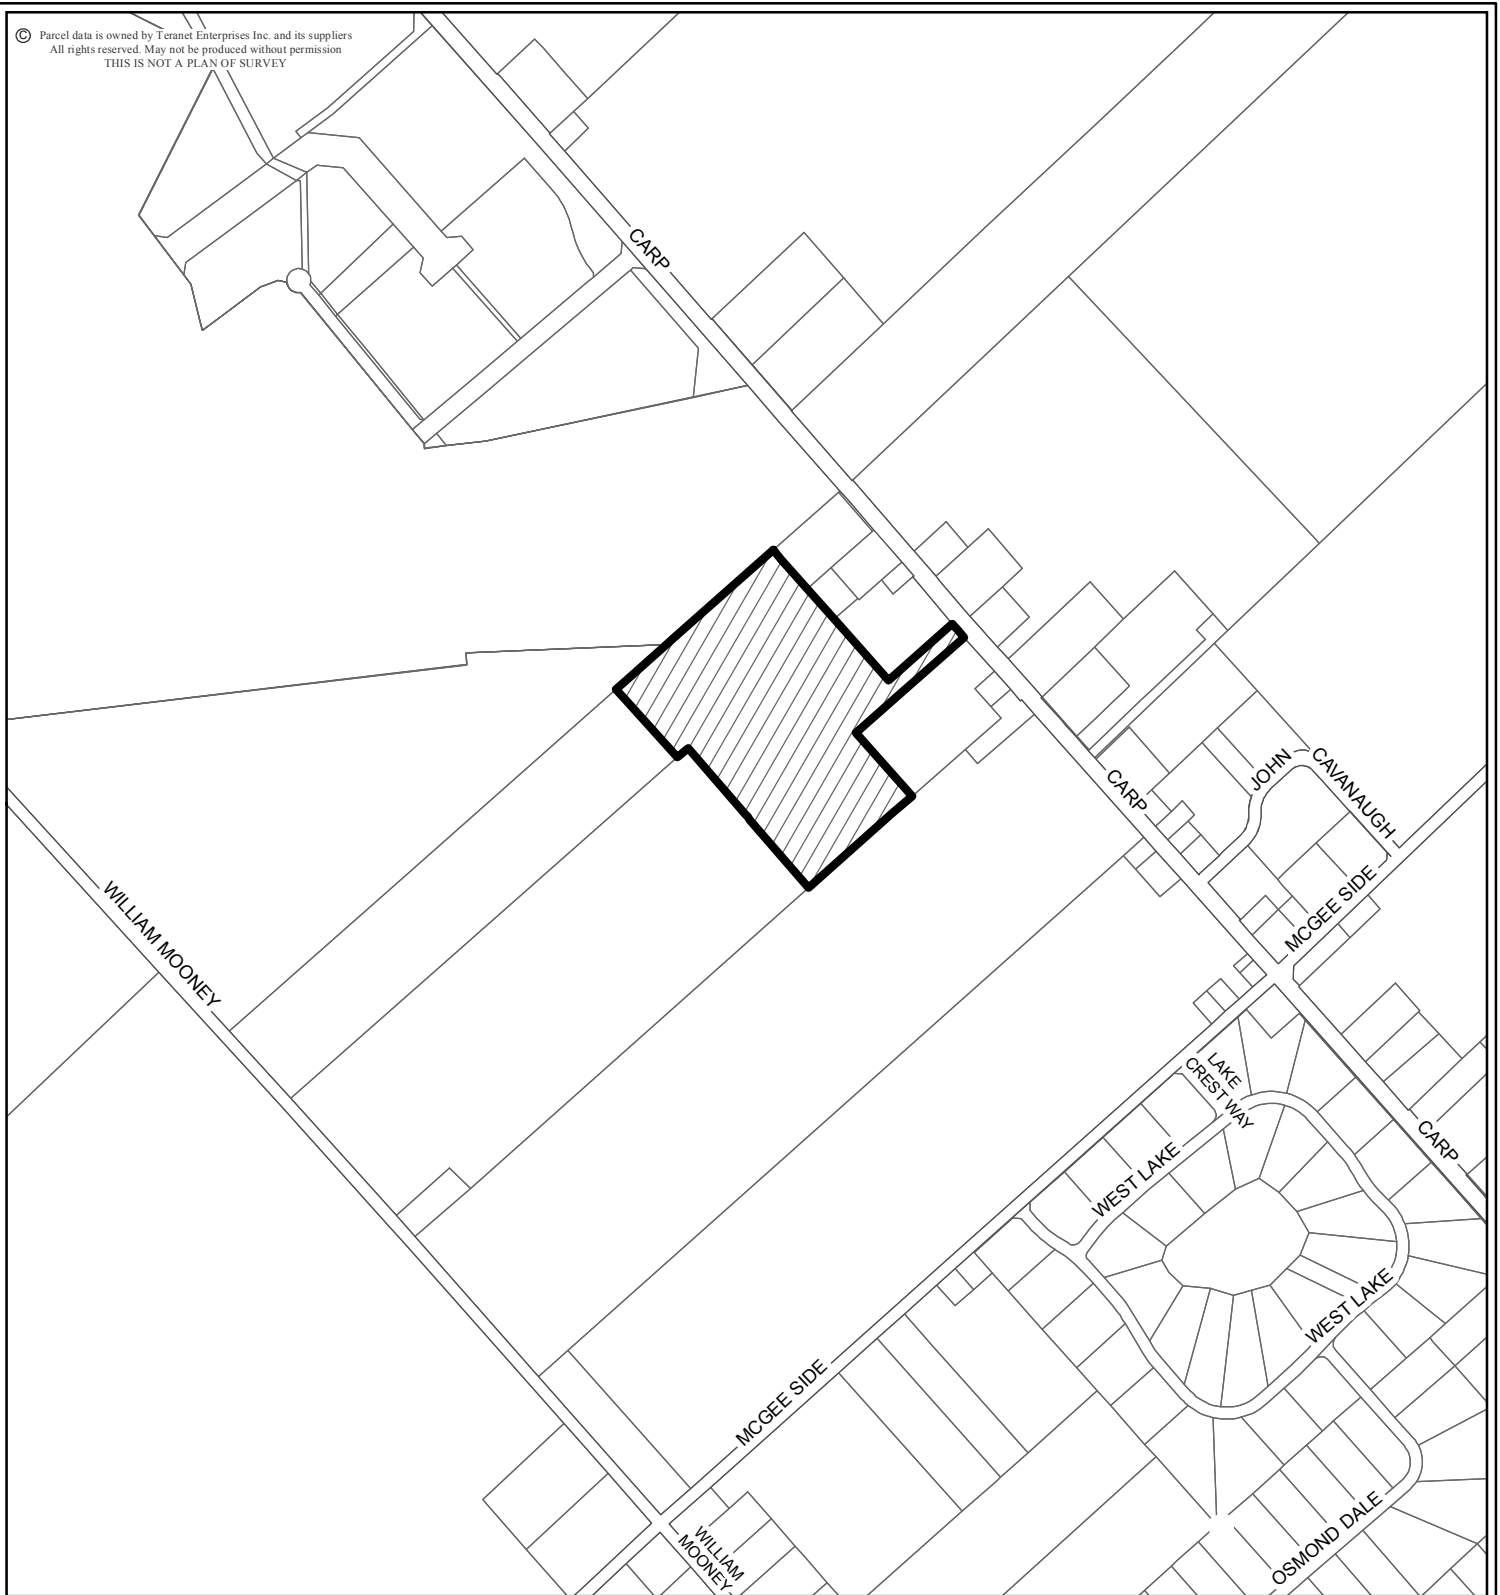 © Parcel data is owned by Teranet Enterprises Inc. and its suppliers
All rights reserved. May not be produced without permission
THIS IS NOT A PLAN OF SURVEY
CARP
CARP
JOHN
CAVANAUGH
MCGEE SIDE
WILLIAM MOONEY
LAKE
CREST WAY
CARP
WEST LAKE
WEST LAKE
MCGEE SIDE
OSMOND DALE
WILLIAM
MOONEY